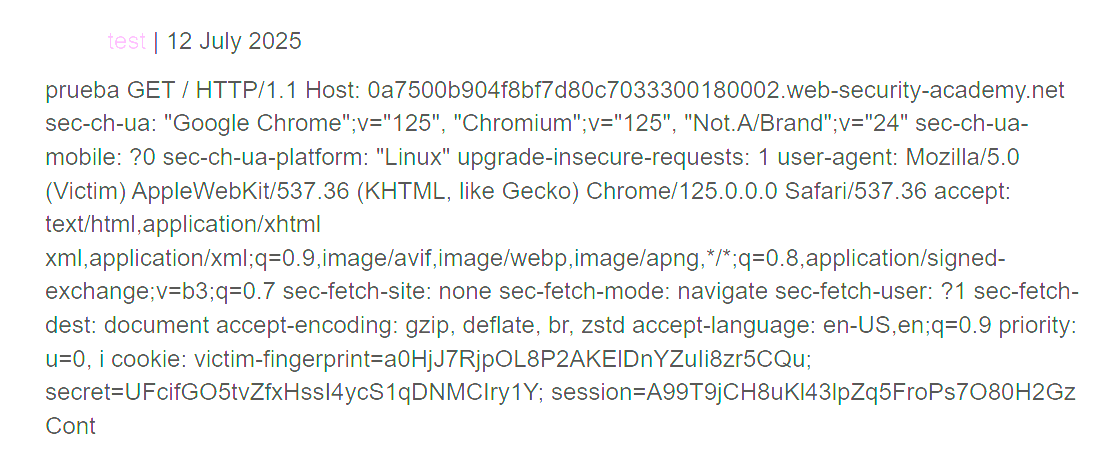 test | 12 July 2025
prueba GET / HTTP/1.1 Host: 0a7500b904f8bf7d80c7033300180002.web-security-academy.net
sec-ch-ua: "Google Chrome";v="125", "Chromium";v="125", "Not.A/Brand";v="24" sec-ch-ua-
mobile: ?0 sec-ch-ua-platform: "Linux" upgrade-insecure-requests: 1 user-agent: Mozilla/5.0
(Victim) AppleWebKit/537.36 (KHTML, like Gecko) Chrome/125.0.0.0 Safari/537.36 accept:
text/html,application/xhtml
xml,application/xml;q=0.9,image/avif,image/webp,image/apng,*/*;q=0.8,application/signed-
exchange;v=b3;q=0.7 sec-fetch-site: none sec-fetch-mode: navigate sec-fetch-user: ?1 sec-fetch-
dest: document accept-encoding: gzip, deflate, br, zstd accept-language: en-US,en;q=0.9 priority:
u=0, i cookie: victim-fingerprint=a0HjJ7RjpOL8P2AKElDnYZuIi8zr5CQu;
secret=UFcifGO5tvZfxHssI4ycS1qDNMCIry1Y; session=A99T9jCH8uKl43lpZq5FroPs7O80H2Gz
Cont